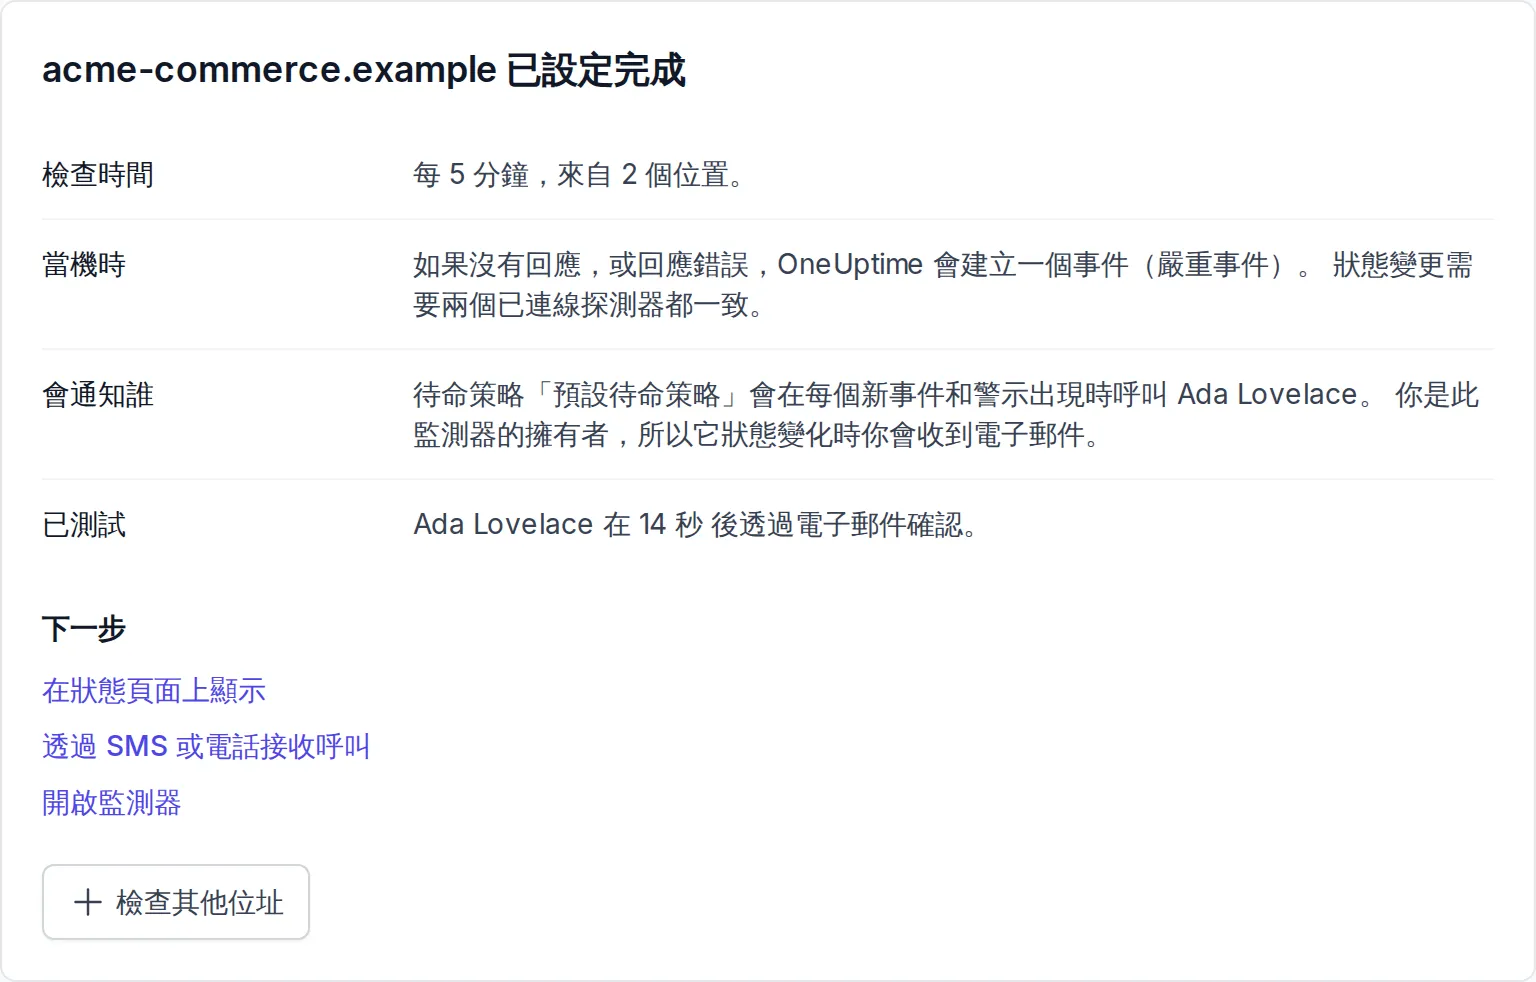 acme-commerce.example 已設定完成
檢查時間
每 5 分鐘，來自 2 個位置。
當機時
如果沒有回應，或回應錯誤，OneUptime 會建立一個事件（嚴重事件）。 狀態變更需
要兩個已連線探測器都一致。
會通知誰
待命策略「預設待命策略」會在每個新事件和警示出現時呼叫 Ada Lovelace。 你是此
監測器的擁有者，所以它狀態變化時你會收到電子郵件。
已測試
Ada Lovelace 在 14 秒 後透過電子郵件確認。
下一步
在狀態頁面上顯示
透過 SMS 或電話接收呼叫
開啟監測器
檢查其他位址